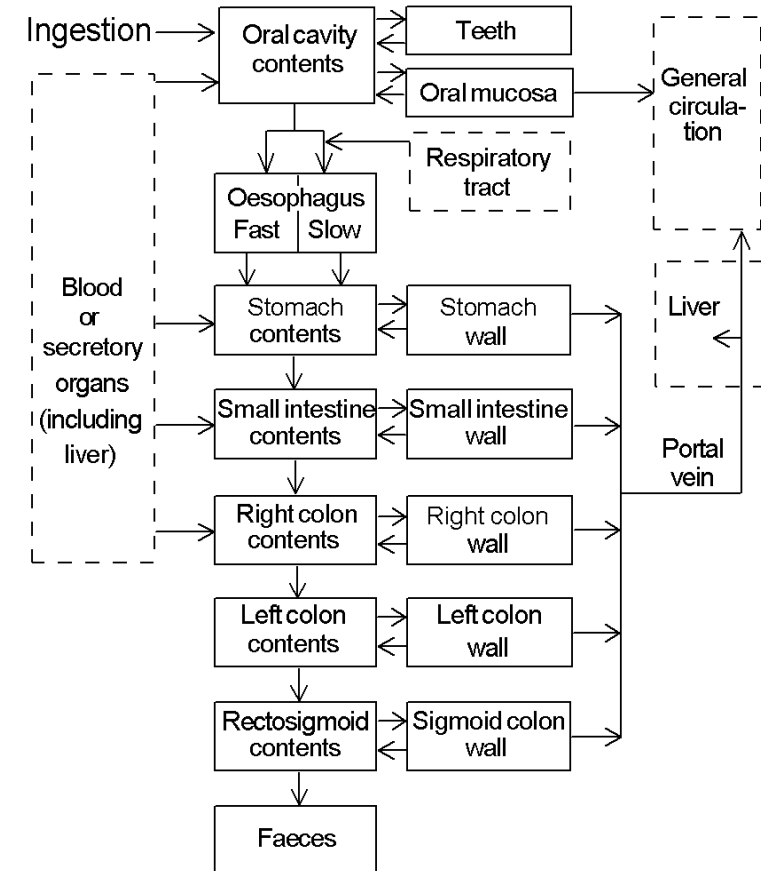 Ingestion
Oral cavity
contents
Teeth
Oral mucosa
General
circula-
tion
Respiratory
tract
Oesophagus
Fast
Slow
Blood
or
secretory
organs
(including
liver)
Stomach
contents
Stomach
wall
Liver
Small intestine
contents
Small intestine
wall
Portal
vein
Right colon
contents
Right colon
wall
Left colon
contents
Left colon
wall
Rectosigmoid
contents
Sigmoid colon
wall
Faeces